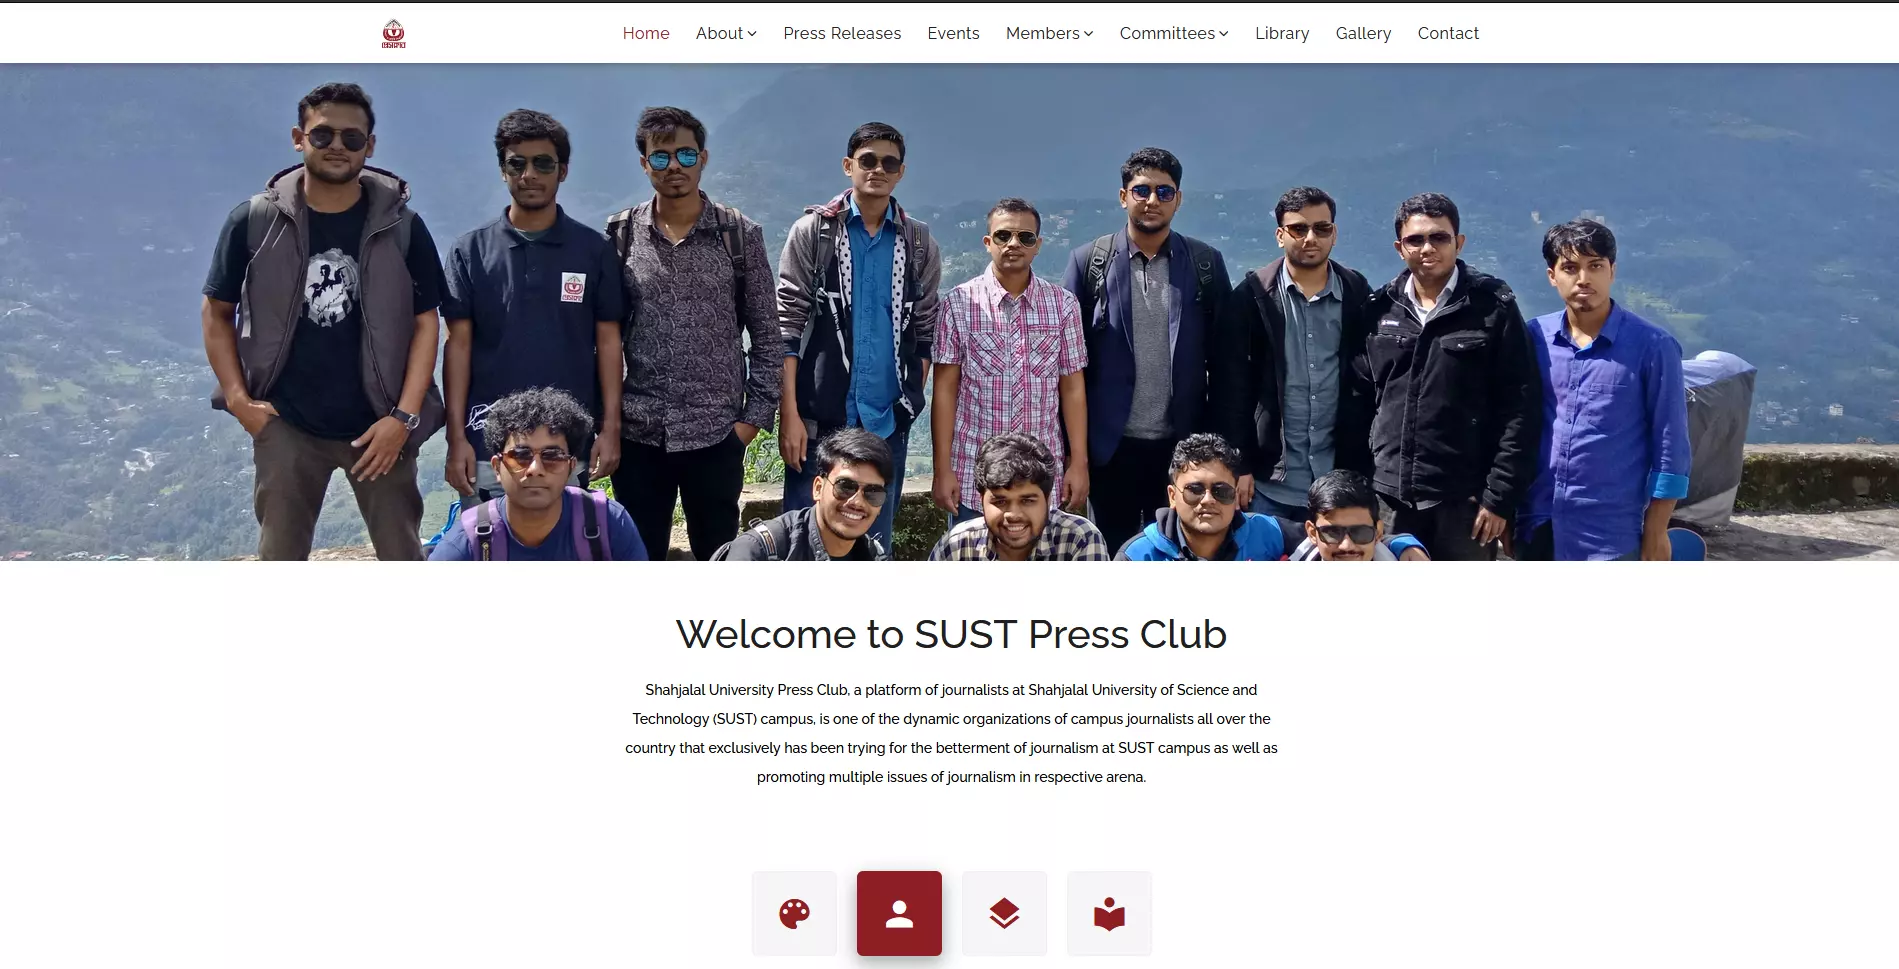 Home About Press Releases Events Members Committees Library Gallery Contact
Welcome to SUST Press Club
Shahjalal University Press Club, a platform of journalists at Shahjalal University of Science and
Technology (SUST) campus, is one of the dynamic organizations of campus journalists all over the
country that exclusively has been trying for the betterment of journalism at SUST campus as well as
promoting multiple issues of journalism in respective arena.